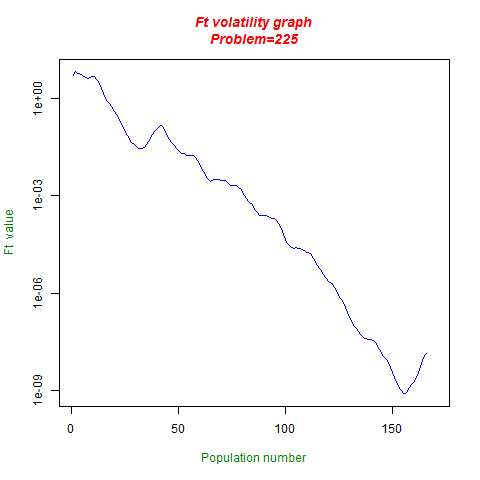 Ft volatility graph
Problem=225
1e+00
1e-03
1e-06
1e-09
Ft value
0 50 100 150
Population number